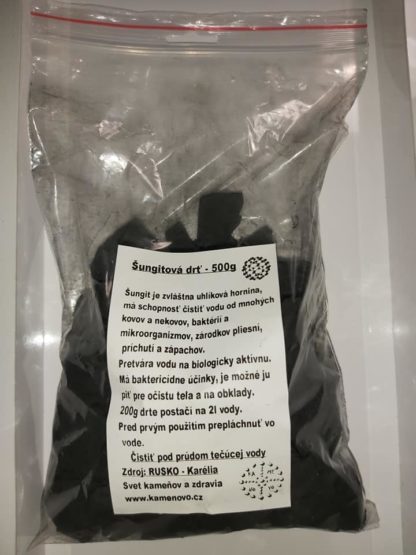 Šungitová drť - 500g
Šungit je zvláštna uhlíková hornina,
má schopnosť čistiť vodu od mnohých
kovov a nekovov, baktérií a
mikroorganizmov, zárodkov pliesní,
príchutí a zápachov.
Pretvára vodu na biologicky aktívnu.
Má baktericídne účinky, je možné ju
piť pre očistu tela a na obklady.
200g drte postačí na 2l vody.
Pred prvým použitím prepláchnuť vo
vode.
Čistiť pod prúdom tečúcej vody
Zdroj: RUSKO - Karélia
Svet kameňov a zdravia
www.kamenovo.cz